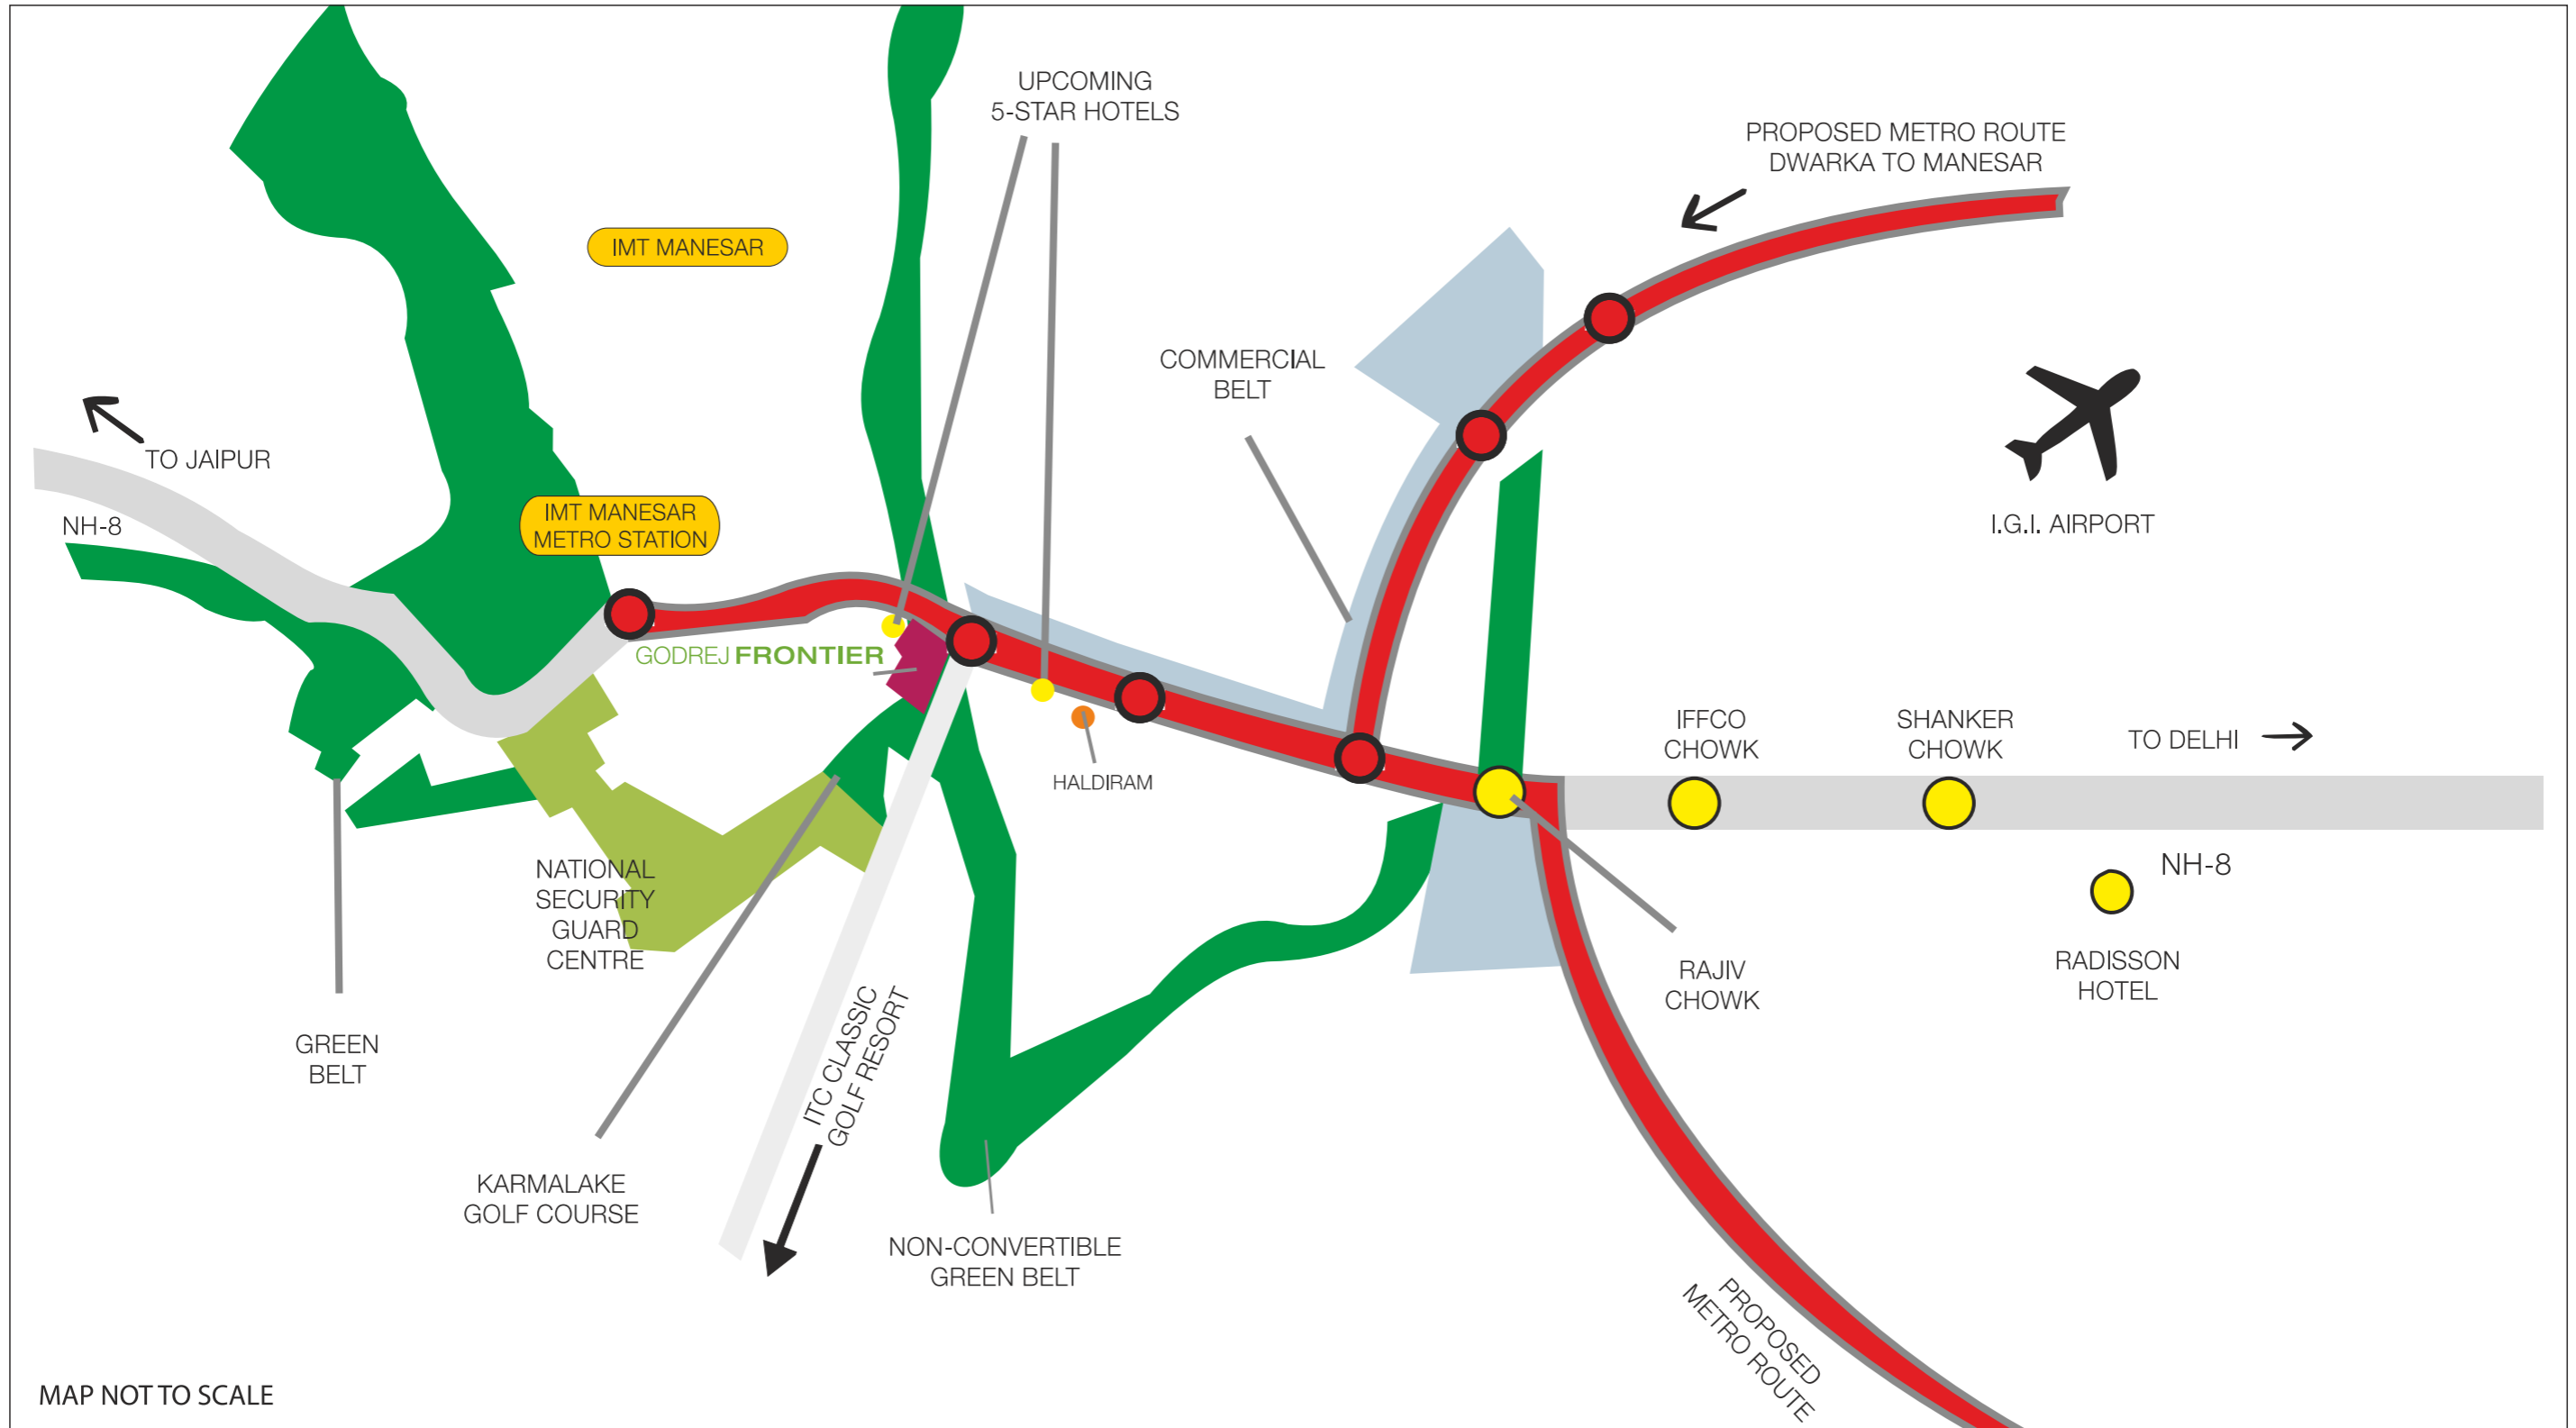 UPCOMING
5-STAR HOTELS
PROPOSED METRO ROUTE
DWARKA TO MANESAR
IMT MANESAR
COMMERCIAL
BELT
TO JAIPUR
NH-8
IMT MANESAR
METRO STATION
I.G.I. AIRPORT
GODREJ FRONTIER
HALDIRAM
IFFCO
CHOWK
SHANKER
CHOWK
TO DELHI
NH-8
NATIONAL
SECURITY
GUARD
CENTRE
RAJIV
CHOWK
RADISSON
HOTEL
GREEN
BELT
ITC CLASSIC
GOLF RESORT
KARMALAKE
GOLF COURSE
NON-CONVERTIBLE
GREEN BELT
PROPOSED
METRO ROUTE
MAP NOT TO SCALE